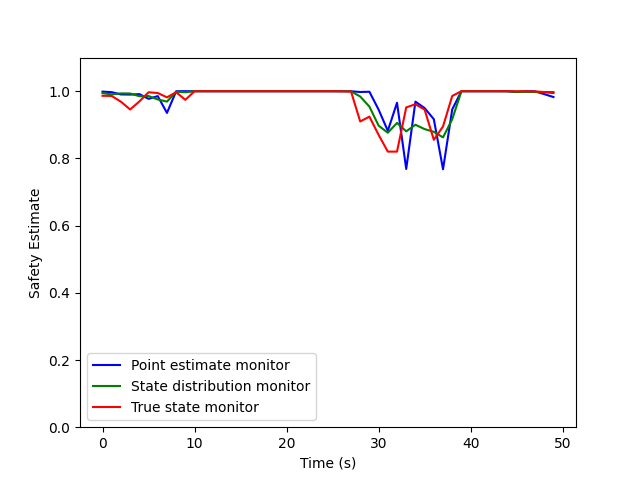 1.0
0.8
0.6
0.4
0.2
0.0
Safety Estimate
Point estimate monitor
State distribution monitor
True state monitor
0 10 20 30 40 50
Time (s)